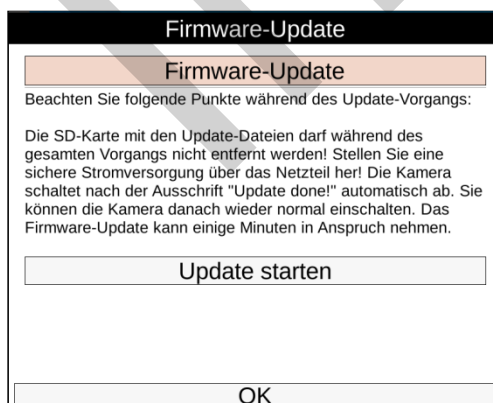 Firmware-Update
Firmware-Update
Beachten Sie folgende Punkte während des Update-Vorgangs:
Die SD-Karte mit den Update-Dateien darf während des
gesamten Vorgangs nicht entfernt werden! Stellen Sie eine
sichere Stromversorgung über das Netzteil her! Die Kamera
schaltet nach der Ausschrift "Update done!" automatisch ab. Sie
können die Kamera danach wieder normal einschalten. Das
Firmware-Update kann einige Minuten in Anspruch nehmen.
Update starten
OK